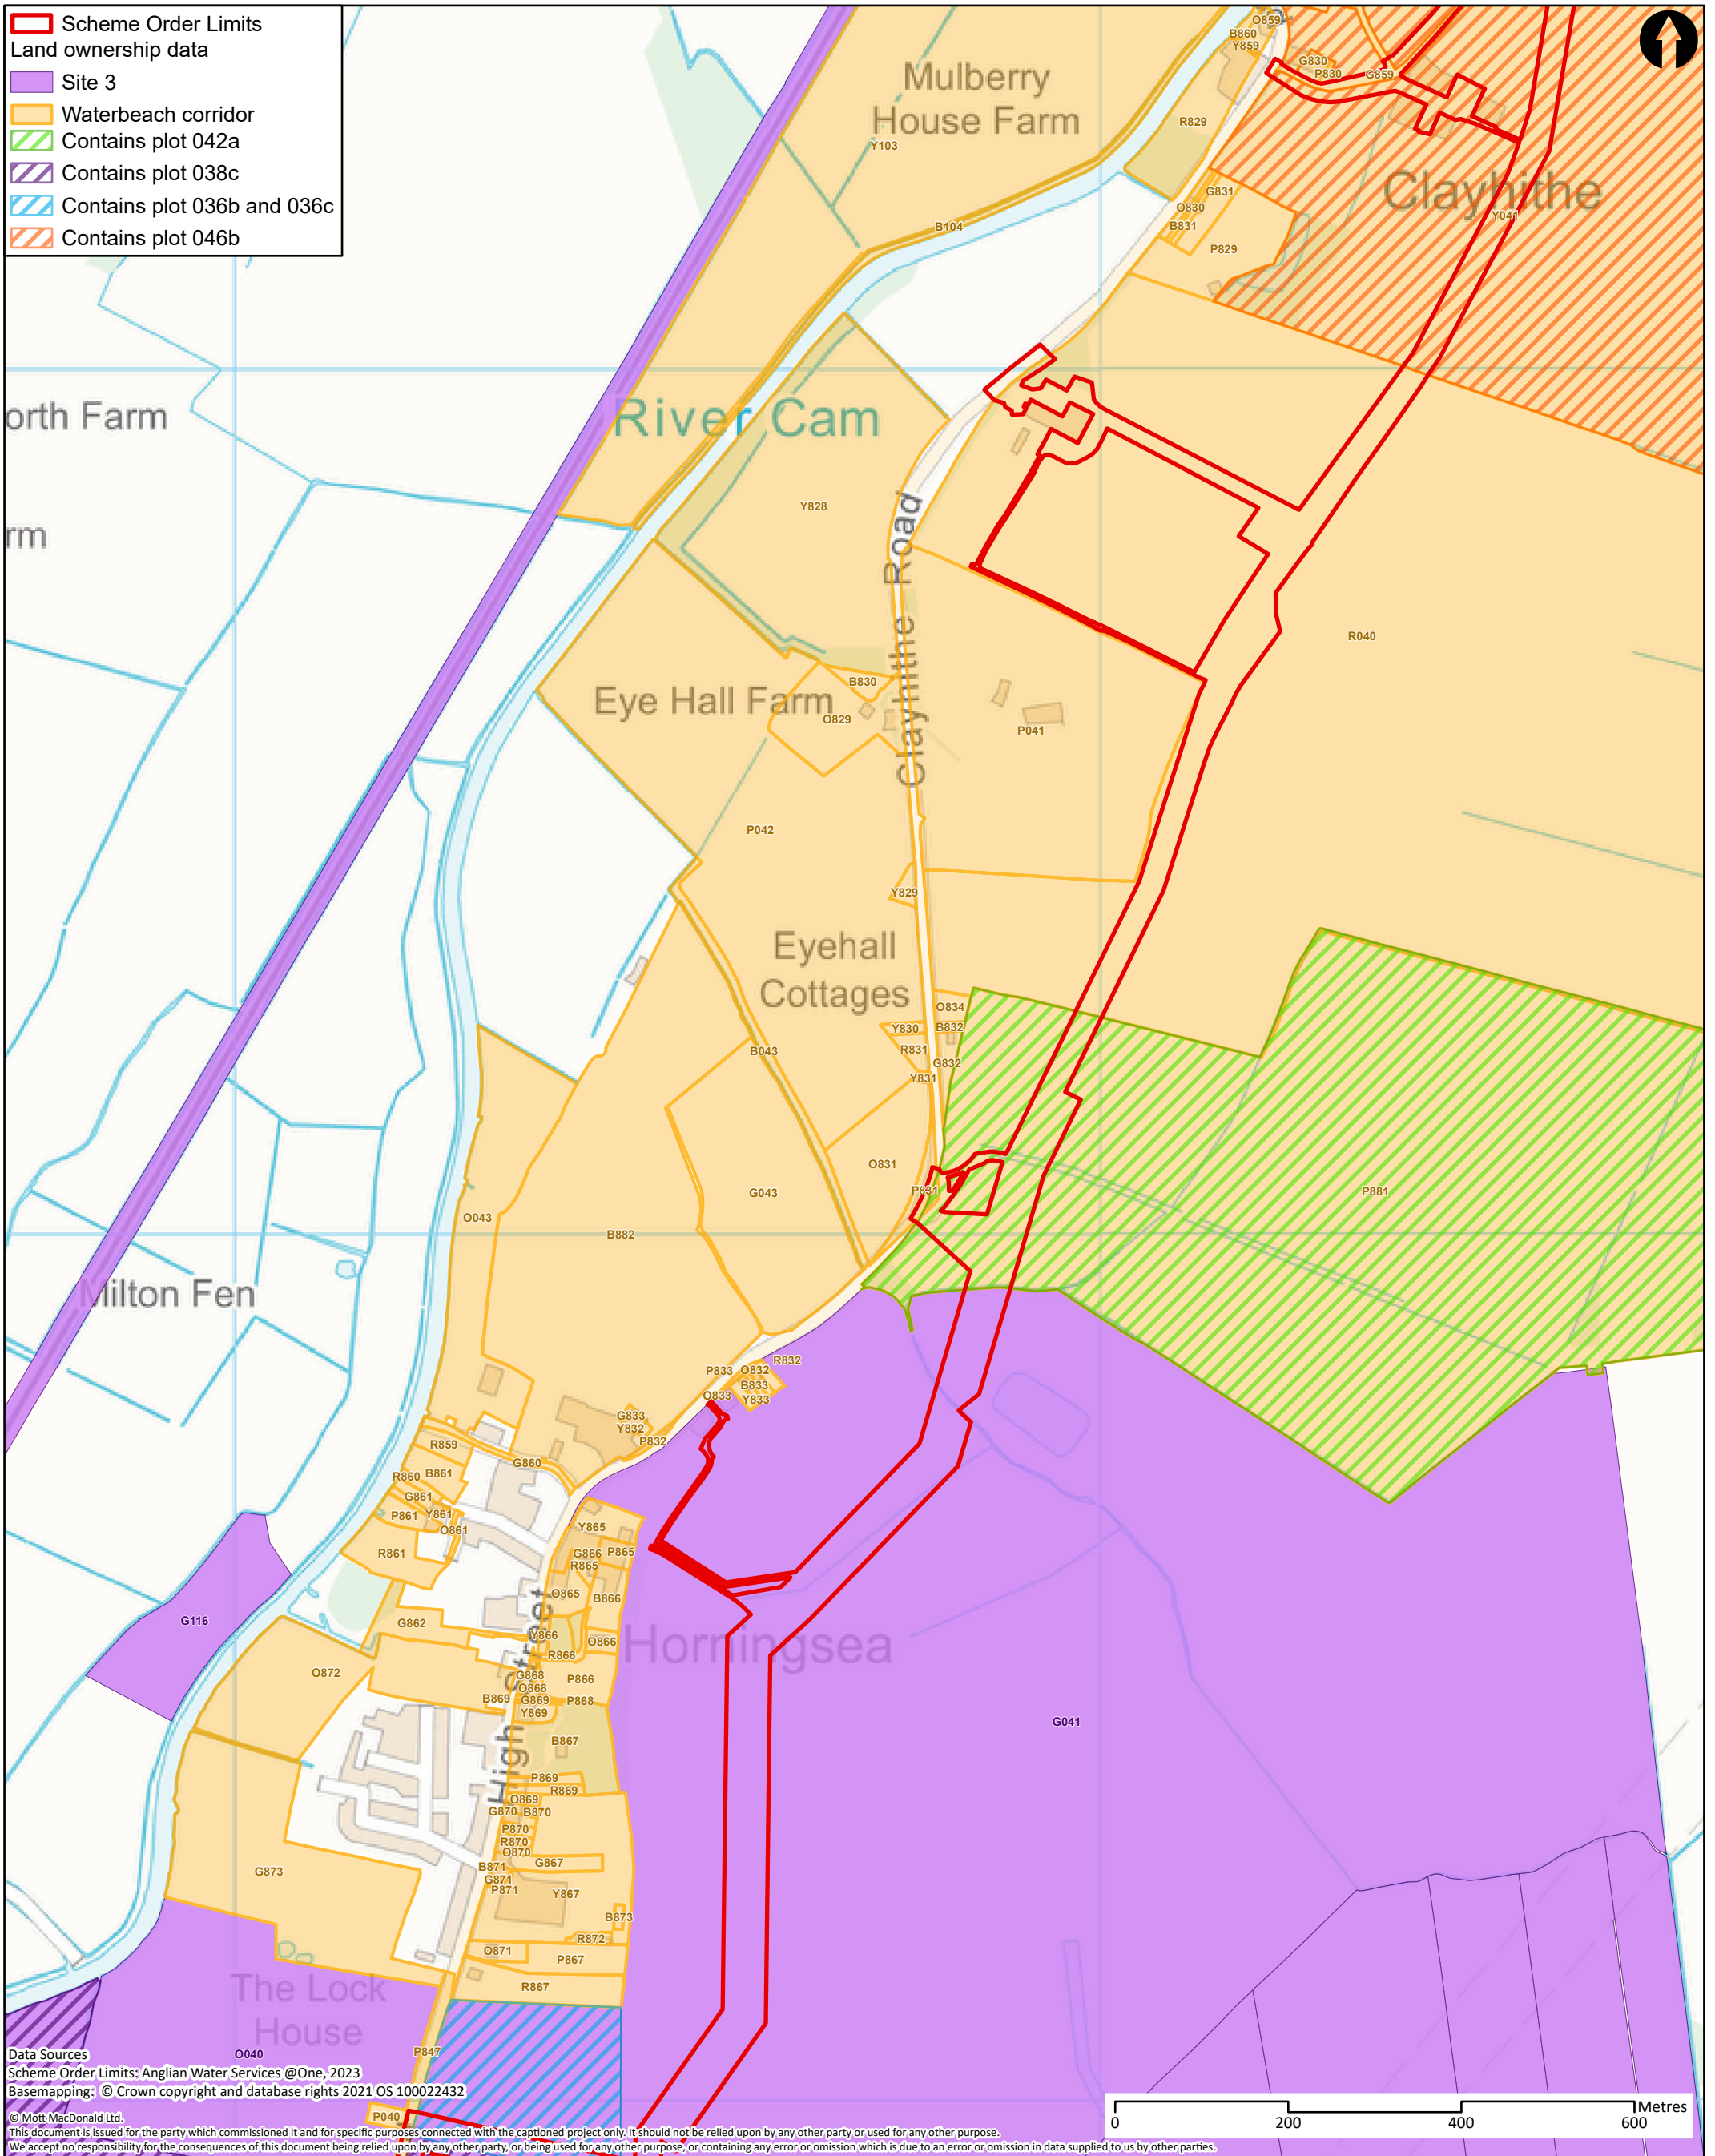 Scheme Order Limits
Land ownership data
Site 3
Waterbeach corridor
Contains plot 042a
Contains plot 038c
Contains plot 036b and 036c
Contains plot 046b
O859
B860
Y859
G830
P830
G859
Mulberry
House Farm
R829
Y103
Clayhithe
G831
O830
Y041
B831
B104
P829
orth Farm
River Cam
Y828
rm
Clayhithe Road
R040
B830
Eye Hall Farm
O829
P041
P042
Y829
Eyehall
Cottages
O834
Y830
B832
R831
B043
G832
Y831
O831
P831
P881
G043
O043
B882
Milton Fen
R832
P833
O832
B833
O833
Y833
G833
Y832
P832
R859
G860
R860
B861
G861
P861
Y861
O861
Y865
R861
G866
P865
R865
O865
B866
G116
G862
Y866
O866
Horningsea
R866
O872
G868
P866
O868
B869
G869
P868
Y869
G041
High Street
B867
P869
R869
O869
G870
B870
P870
R870
O870
G867
B871
G873
G871
P871
Y867
B873
R872
O871
P867
The Lock
House
R867
P847
O040
P040
Data Sources
Scheme Order Limits: Anglian Water Services @One, 2023
Basemapping: © Crown copyright and database rights 2021 OS 100022432
© Mott MacDonald Ltd.
This document is issued for the party which commissioned it and for specific purposes connected with the captioned project only. It should not be relied upon by any other party or used for any other purpose.
We accept no responsibility for the consequences of this document being relied upon by any other party, or being used for any other purpose, or containing any error or omission which is due to an error or omission in data supplied to us by other parties.
Metres
0 200 400 600